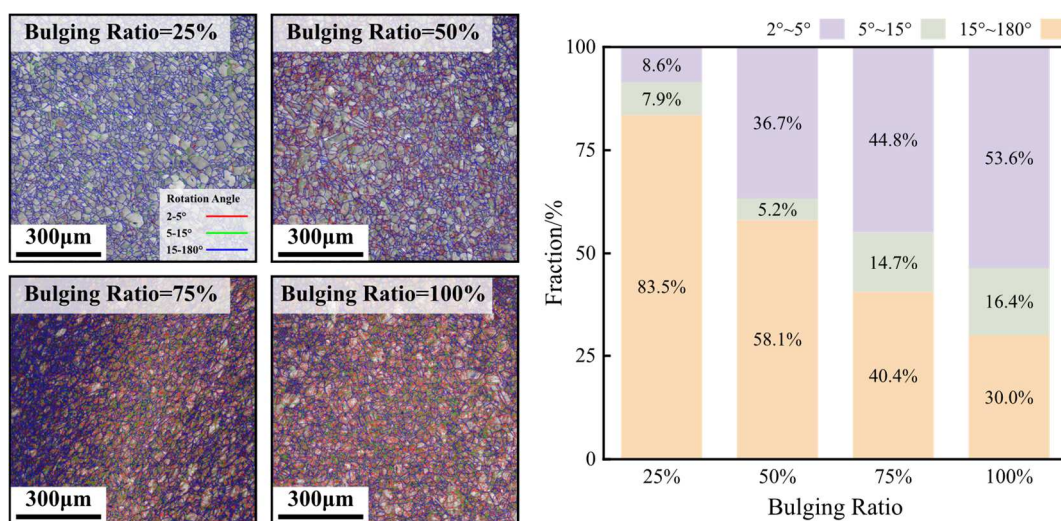 Bulging Ratio=25%
Rotation Angle
2-5°
5-15°
15-180°
300μm
Bulging Ratio=50%
300μm
Bulging Ratio=75%
300μm
Bulging Ratio=100%
300μm
2°~5° 5°~15° 15°~180°
Fraction/%
100
75
50
25
0
8.6%
7.9%
83.5%
36.7%
5.2%
58.1%
44.8%
14.7%
40.4%
53.6%
16.4%
30.0%
25% 50% 75% 100%
Bulging Ratio